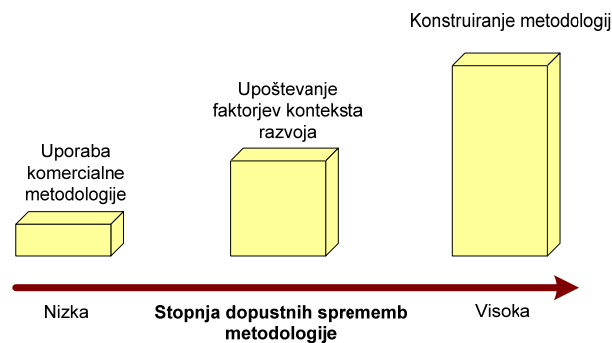 Konstruiranje metodologij
Upoštevanje
faktorjev konteksta
razvoja
Uporaba
komercialne
metodologije
Nizka
Stopnja dopustnih sprememb
metodologije
Visoka